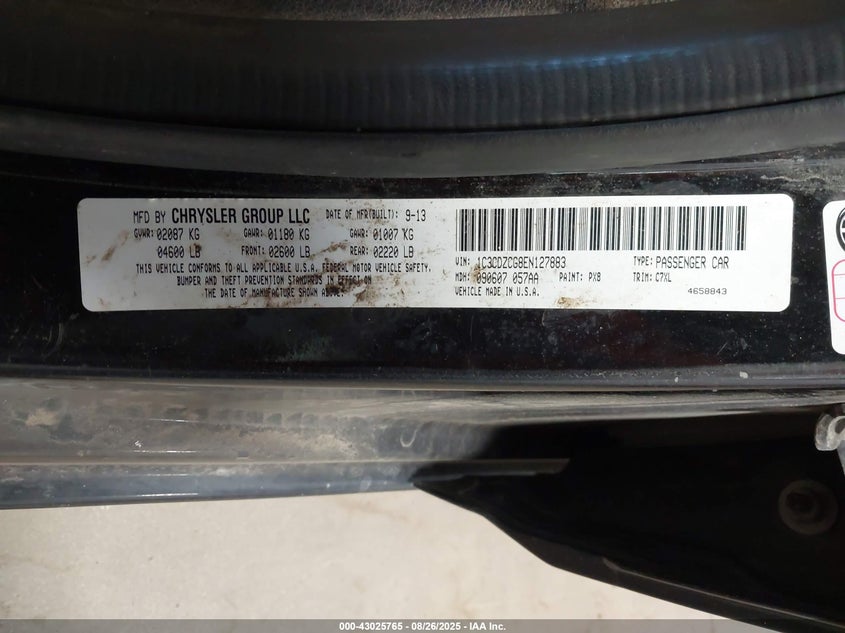 MFD BY CHRYSLER GROUP LLC DATE OF MFR(BUILT): 9-13
GVWR: 02087 KG GAWR: 01180 KG GAWR: 01007 KG
04600 LB FRONT: 02600 LB REAR: 02220 LB
THIS VEHICLE CONFORMS TO ALL APPLICABLE U.S.A. FEDERAL MOTOR VEHICLE SAFETY,
BUMPER AND THEFT PREVENTION STANDARDS IN EFFECT ON
THE DATE OF MANUFACTURE SHOWN ABOVE.
VIN: 1C3CDZCG8EN127883 TYPE: PASSENGER CAR
MDH: 090607 057AA PAINT: PX8 TRIM: C7XL
VEHICLE MADE IN U.S.A. 4658843
000-43025765 - 08/26/2025 - IAA Inc.